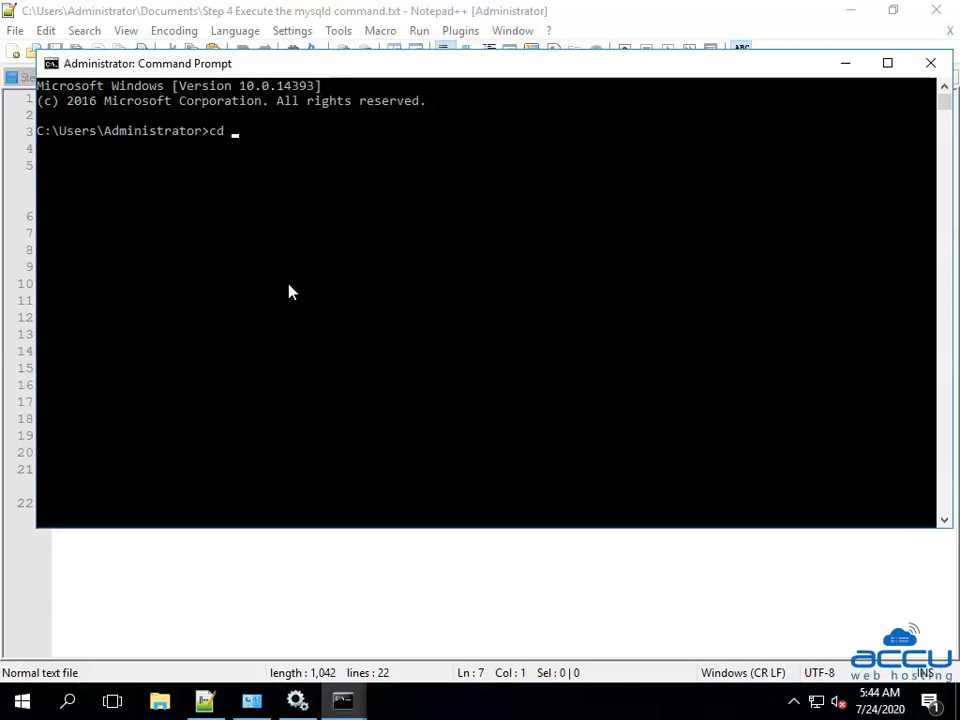 C:\Users\Administrator\Documents\Step 4 Execute the mysqld command.txt - Notepad++ [Administrator]
File Edit Search View Encoding Language Settings Tools Macro Run Plugins Window ? X
Administrator: Command Prompt
Microsoft Windows [Version 10.0.14393]
(c) 2016 Microsoft Corporation. All rights reserved.
C:\Users\Administrator>cd
1
2
3
4
5
6
7
8
9
10
11
12
13
14
15
16
17
18
19
20
21
22
Normal text file length : 1,042 lines : 22 Ln : 7 Col : 1 Sel : 0 | 0 Windows (CR LF) UTF-8 INS
accu
web hosting
5:44 AM
7/24/2020
1